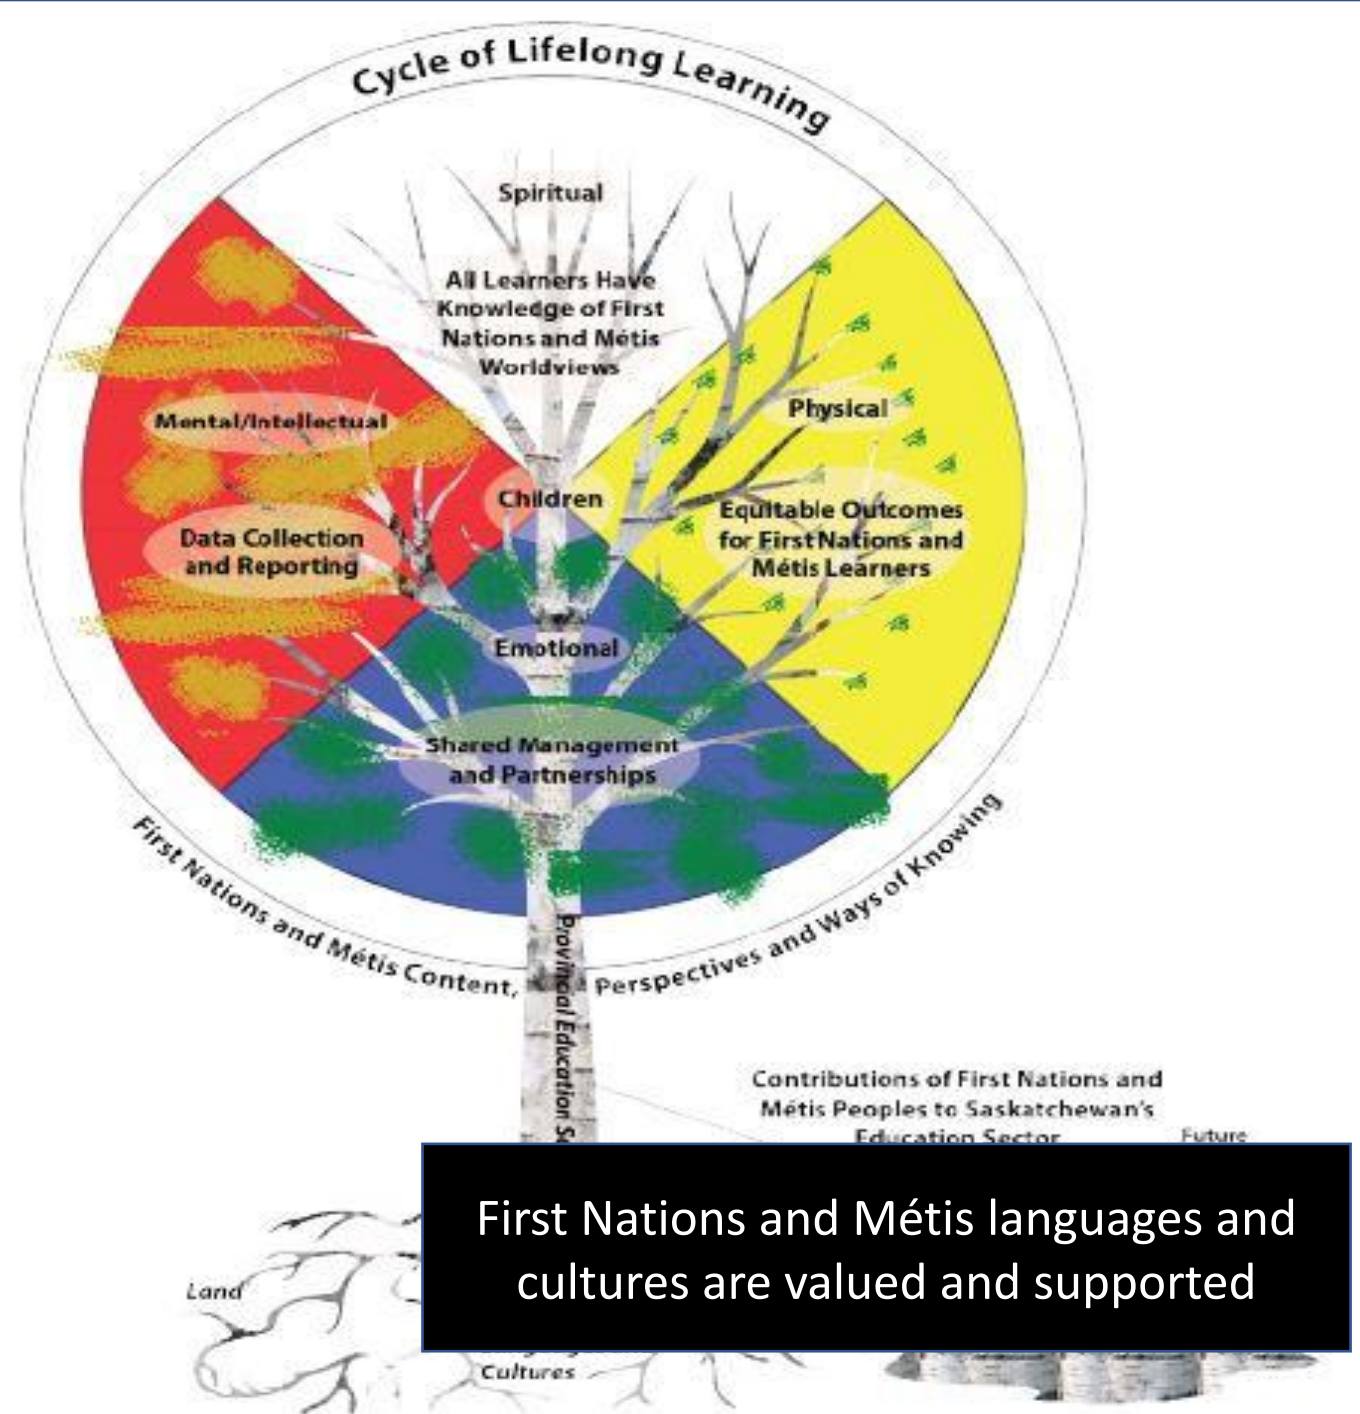 Cycle of Lifelong Learning
Spiritual
All Learners Have
Knowledge of First
Nations and Métis
Worldviews
Mental/Intellectual
Physical
Children
Data Collection
and Reporting
Equitable Outcomes
for First Nations and
Métis Learners
Emotional
Shared Management
and Partnerships
First Nations and Métis Content, Perspectives and Ways of Knowing
Provincial Education
Contributions of First Nations and
Métis Peoples to Saskatchewan's
Education Sector
Future
First Nations and Métis languages and
cultures are valued and supported
Land
Cultures